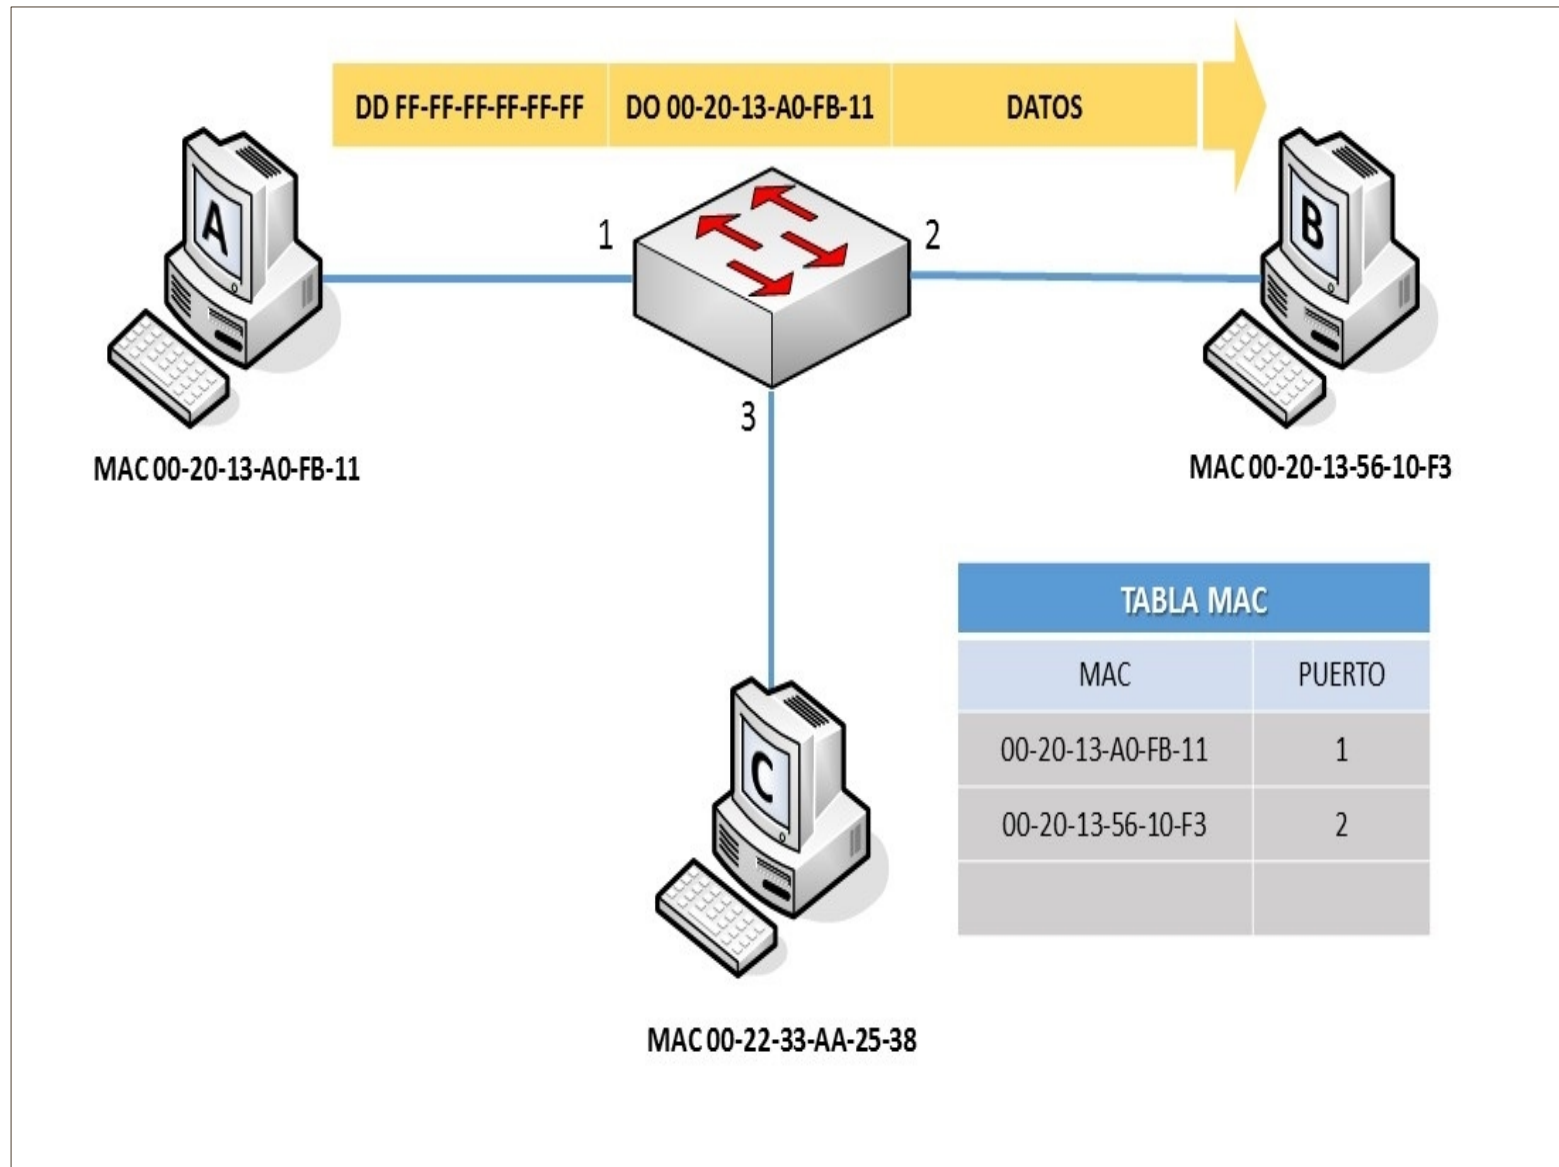 DD FF-FF-FF-FF-FF-FF DO 00-20-13-A0-FB-11 DATOS
A
B
1
2
3
MAC 00-20-13-A0-FB-11
MAC 00-20-13-56-10-F3
C
MAC 00-22-33-AA-25-38
TABLA MAC
MAC PUERTO
00-20-13-A0-FB-11 1
00-20-13-56-10-F3 2